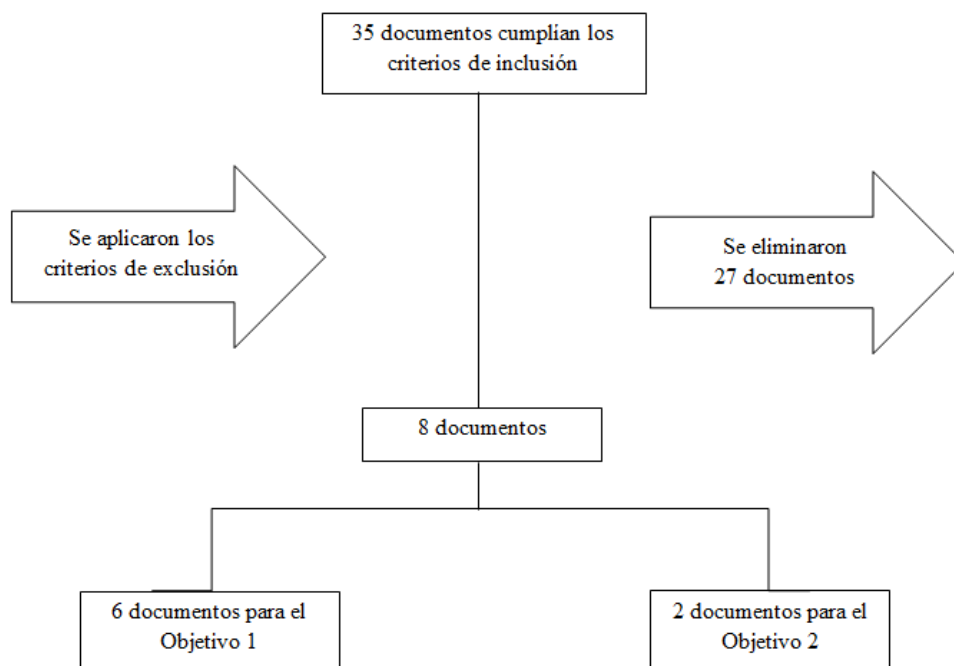 35 documentos cumplían los
criterios de inclusión
Se aplicaron los
criterios de exclusión
Se eliminaron
27 documentos
8 documentos
6 documentos para el
Objetivo 1
2 documentos para el
Objetivo 2